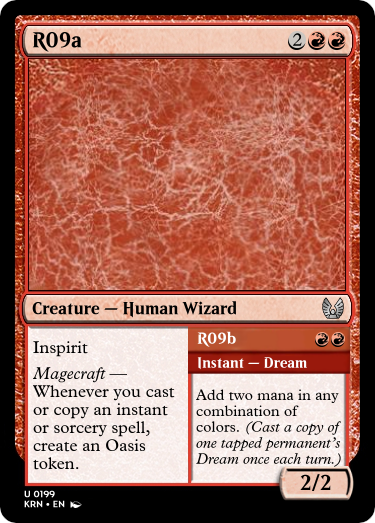 R09a
2
Creature — Human Wizard
Inspirit
Magecraft —
Whenever you cast
or copy an instant
or sorcery spell,
create an Oasis
token.
R09b
Instant — Dream
Add two mana in any
combination of
colors. (Cast a copy
of one tapped permanent's
Dream once each turn.)
2/2
U 0199
KRN • EN